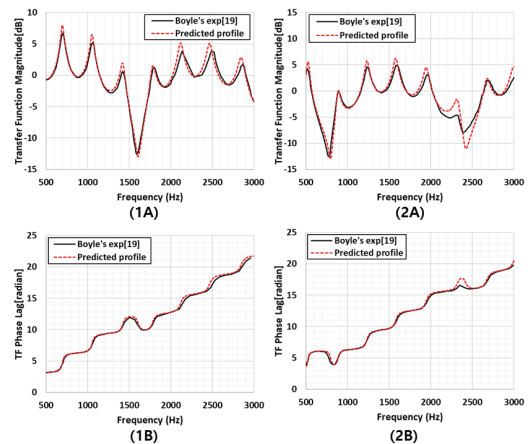 Boyle's exp[19]
Predicted profile
Transfer Function Magnitude[dB]
10
5
0
-5
-10
-15
500 1000 1500 2000 2500 3000
Frequency (Hz)
(1A)
Boyle's exp[19]
Predicted profile
Transfer Function Magnitude[dB]
15
10
5
0
-5
-10
-15
500 1000 1500 2000 2500 3000
Frequency (Hz)
(2A)
Boyle's exp[19]
Predicted profile
TF Phase Lag[radian]
25
20
15
10
5
0
500 1000 1500 2000 2500 3000
Frequency (Hz)
(1B)
Boyle's exp[19]
Predicted profile
TF Phase Lag[radian]
25
20
15
10
5
0
500 1000 1500 2000 2500 3000
Frequency (Hz)
(2B)